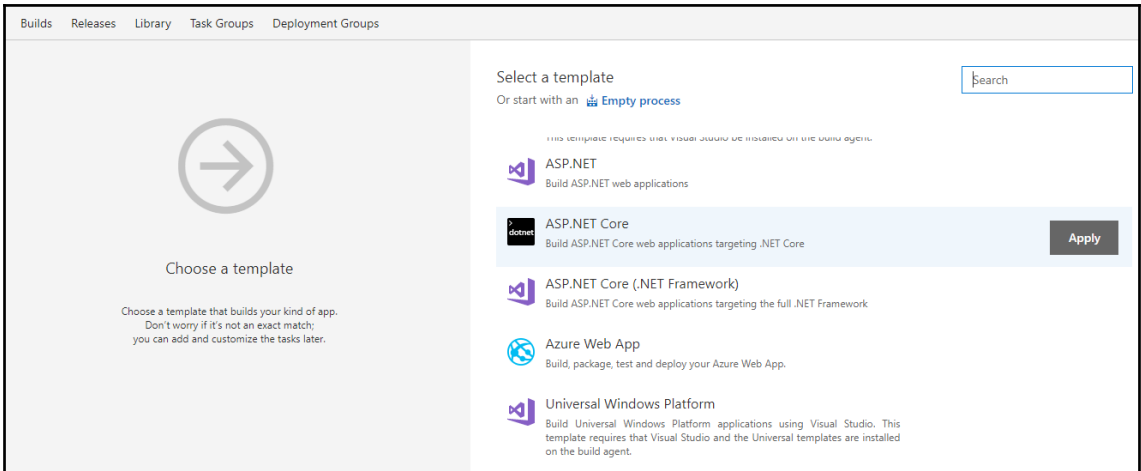 Builds Releases Library Task Groups Deployment Groups
Choose a template
Choose a template that builds your kind of app.
Don't worry if it's not an exact match;
you can add and customize the tasks later.
Select a template
Search
Or start with an Empty process
This template requires that Visual Studio be installed on the build agent.
ASP.NET
Build ASP.NET web applications
>
dotnet
ASP.NET Core
Build ASP.NET Core web applications targeting .NET Core
Apply
ASP.NET Core (.NET Framework)
Build ASP.NET Core web applications targeting the full .NET Framework
Azure Web App
Build, package, test and deploy your Azure Web App.
Universal Windows Platform
Build Universal Windows Platform applications using Visual Studio. This
template requires that Visual Studio and the Universal templates are installed
on the build agent.